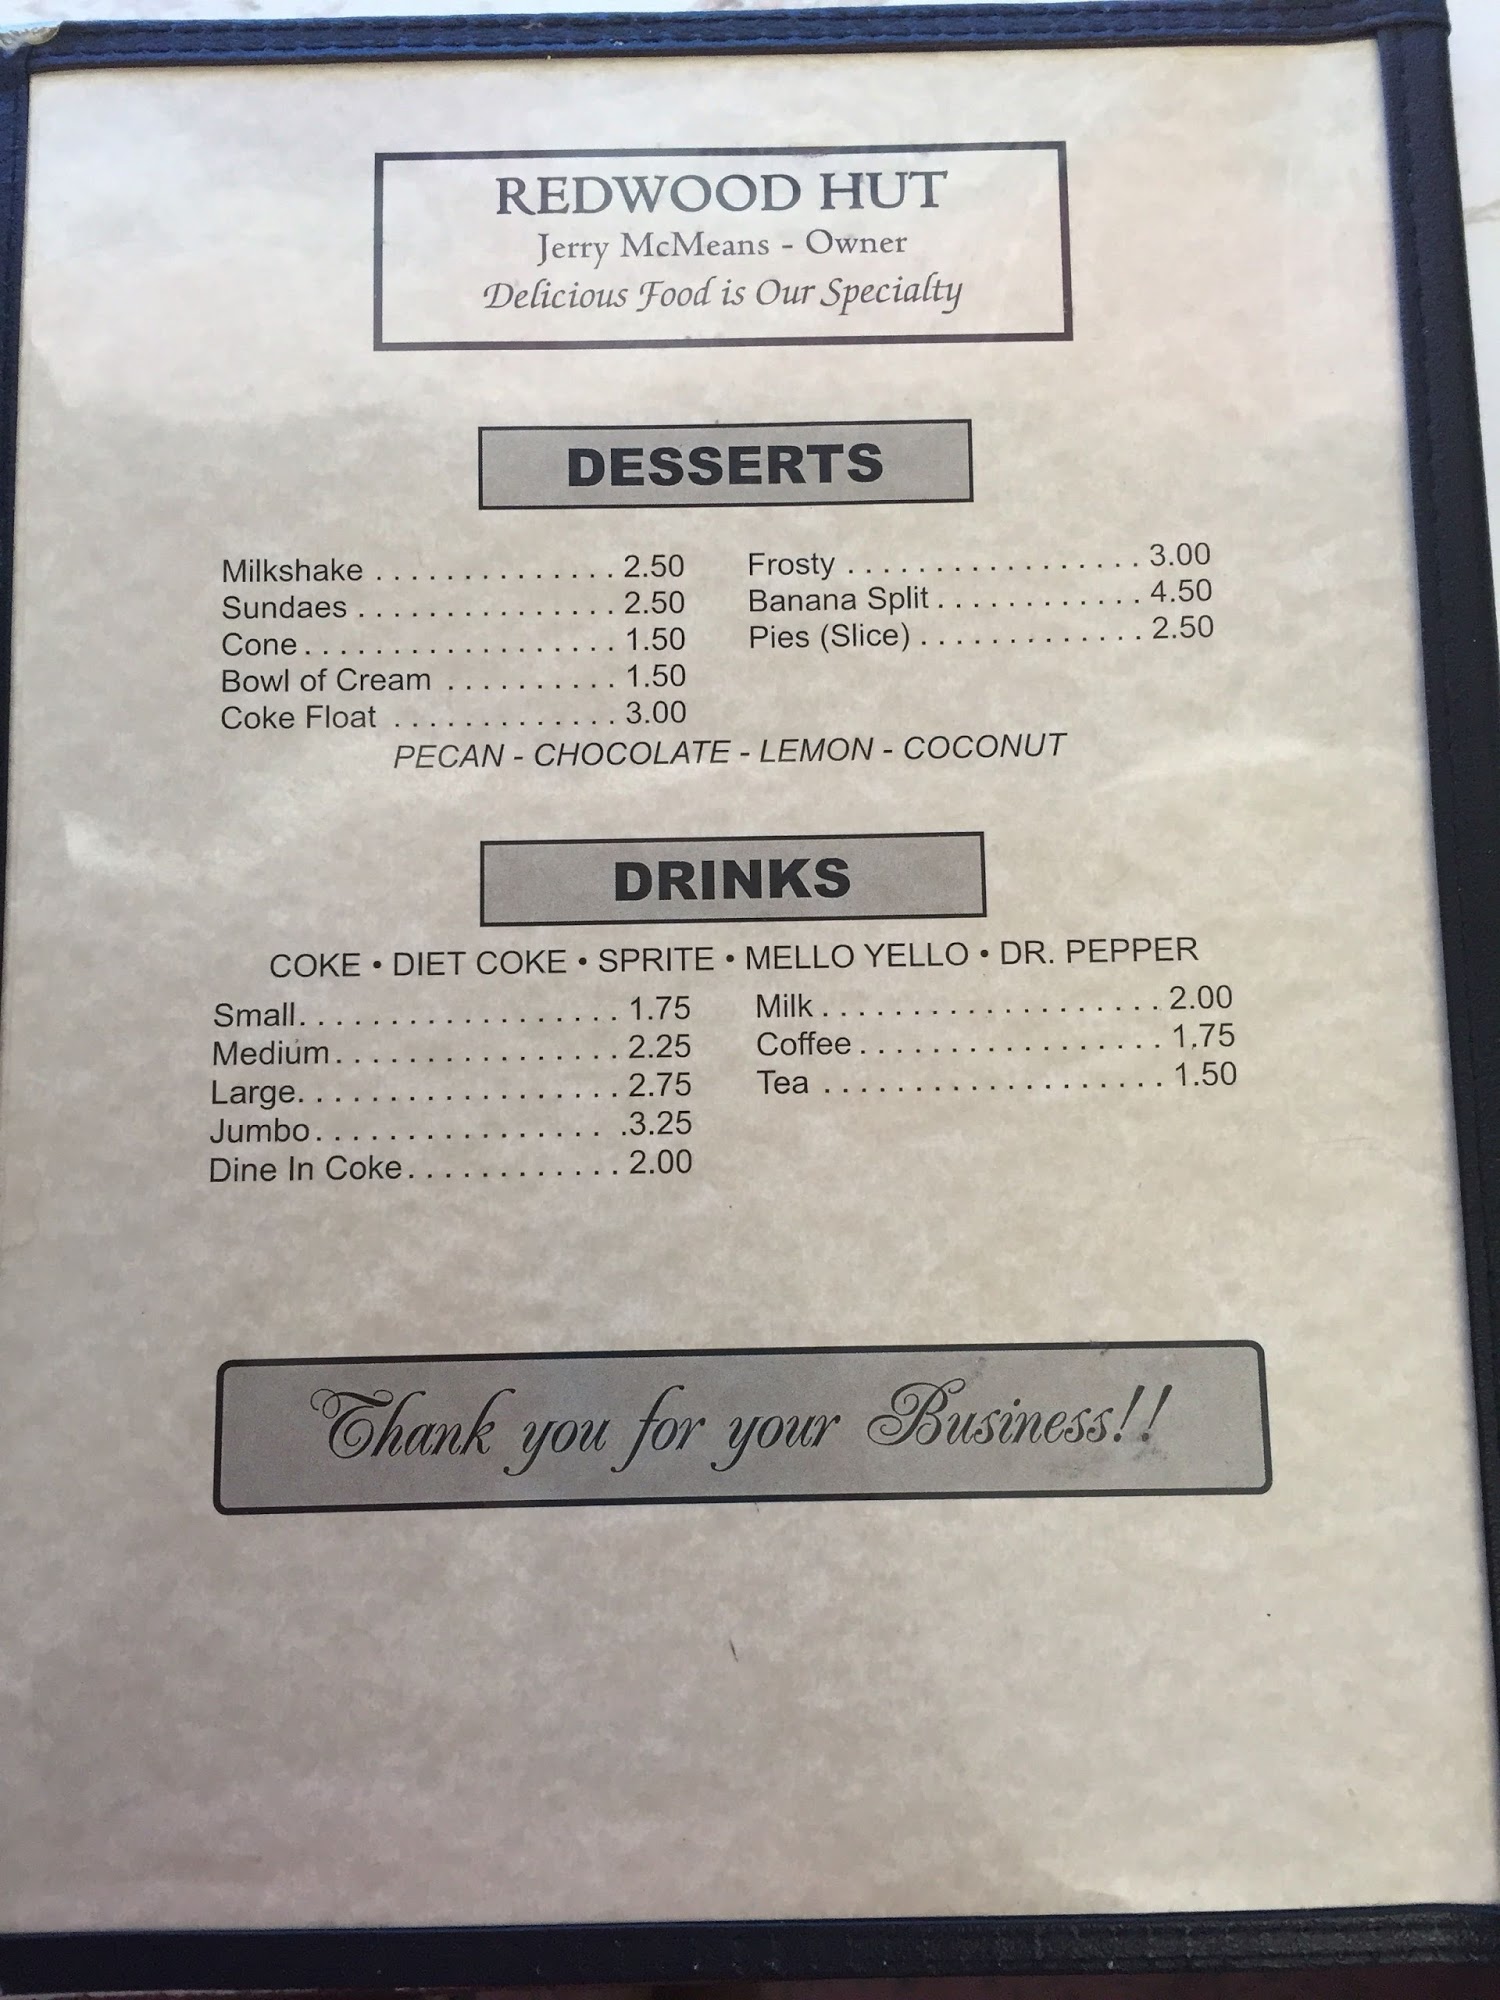 REDWOOD HUT
Jerry McMeans - Owner
Delicious Food is Our Specialty
DESSERTS
Milkshake . . . . . . . . . . . . . . 2.50
Sundaes . . . . . . . . . . . . . . . 2.50
Cone . . . . . . . . . . . . . . . . . . 1.50
Bowl of Cream . . . . . . . . . . 1.50
Coke Float . . . . . . . . . . . . . 3.00
Frosty . . . . . . . . . . . . . . . . . 3.00
Banana Split . . . . . . . . . . . . 4.50
Pies (Slice) . . . . . . . . . . . . . 2.50
PECAN - CHOCOLATE - LEMON - COCONUT
DRINKS
COKE • DIET COKE • SPRITE • MELLO YELLO • DR. PEPPER
Small. . . . . . . . . . . . . . . . . . 1.75
Medium . . . . . . . . . . . . . . . . 2.25
Large. . . . . . . . . . . . . . . . . . 2.75
Jumbo . . . . . . . . . . . . . . . . .3.25
Dine In Coke . . . . . . . . . . . . 2.00
Milk . . . . . . . . . . . . . . . . . . . 2.00
Coffee . . . . . . . . . . . . . . . . . 1.75
Tea . . . . . . . . . . . . . . . . . . . 1.50
Thank you for your Business!!